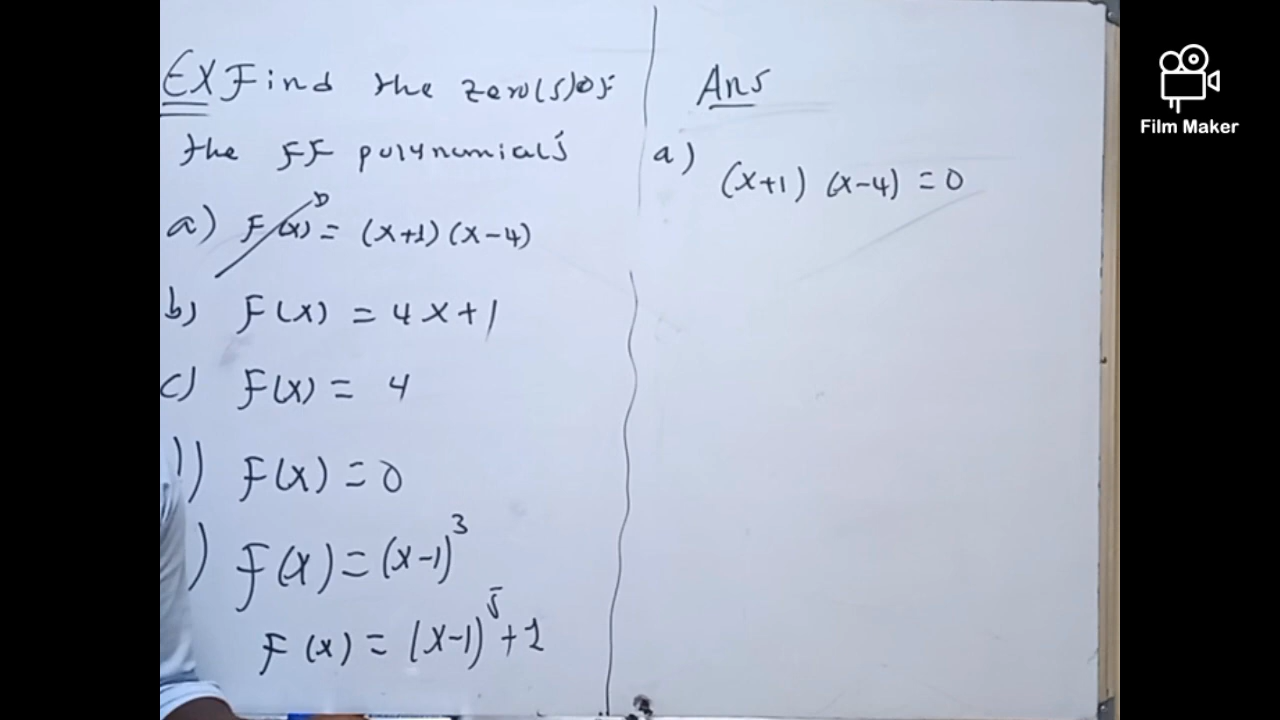 EX Find the zero(s) of
the ff polynomials
a) F(x) = (x+1)(x-4)
b) F(x) = 4x+1
c) F(x) = 4
) F(x) = 0
) F(x) = (x-1)³
F(x) = (x-1)⁵+1
Ans
a) (x+1) (x-4) = 0
Film Maker